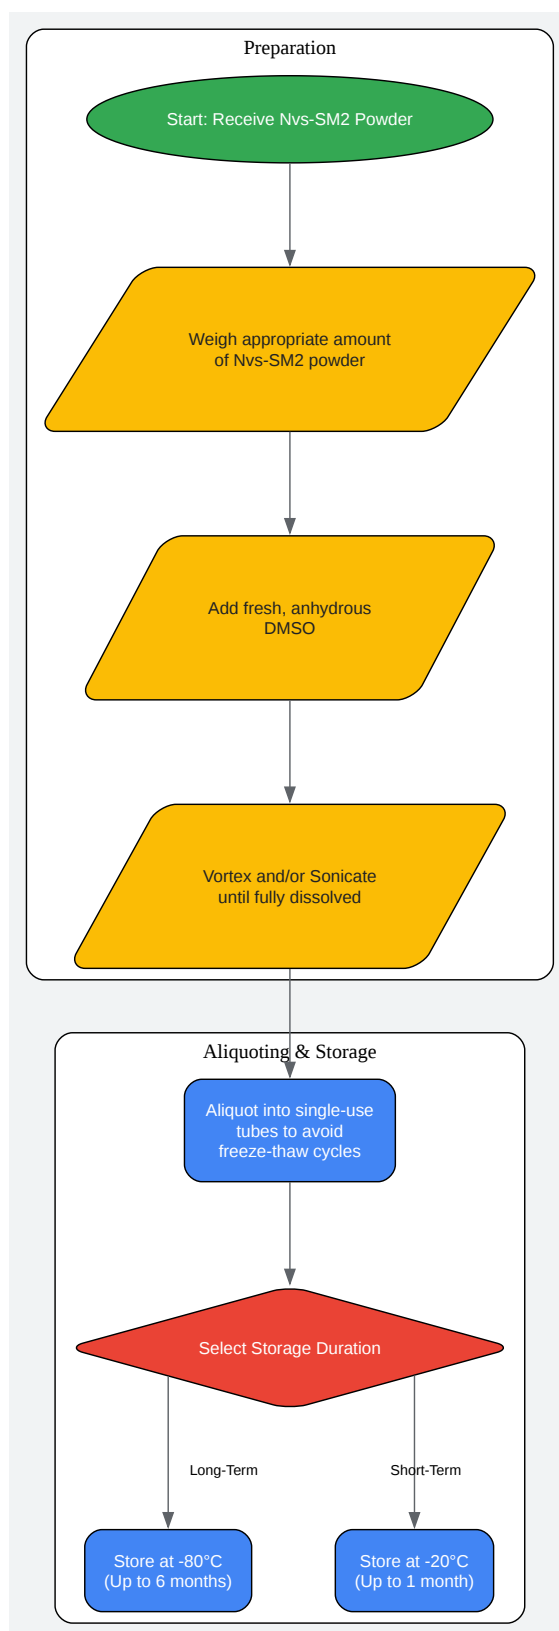 Preparation
Start: Receive Nvs-SM2 Powder
Weigh appropriate amount
of Nvs-SM2 powder
Add fresh, anhydrous
DMSO
Vortex and/or Sonicate
until fully dissolved
Aliquoting & Storage
Aliquot into single-use
tubes to avoid
freeze-thaw cycles
Select Storage Duration
Long-Term
Short-Term
Store at -80°C
(Up to 6 months)
Store at -20°C
(Up to 1 month)